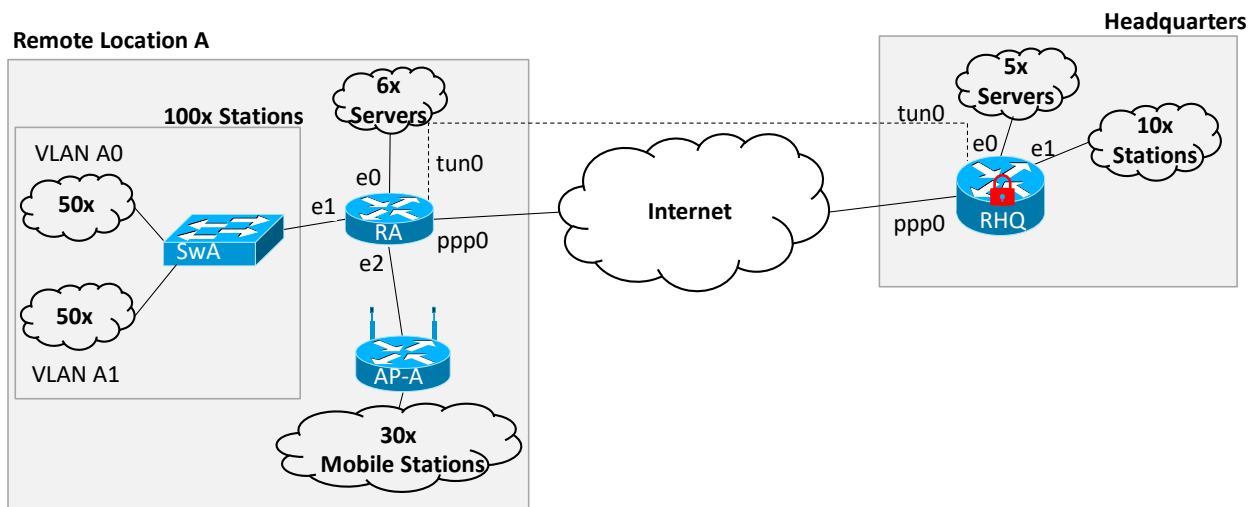 Headquarters
Remote Location A
6x
Servers
5x
Servers
100x Stations
tun0
10x
Stations
VLAN A0
tun0
e0
e1
e0
50x
e1
Internet
RA
ppp0
ppp0
RHQ
SwA
e2
50x
AP-A
VLAN A1
30x
Mobile Stations